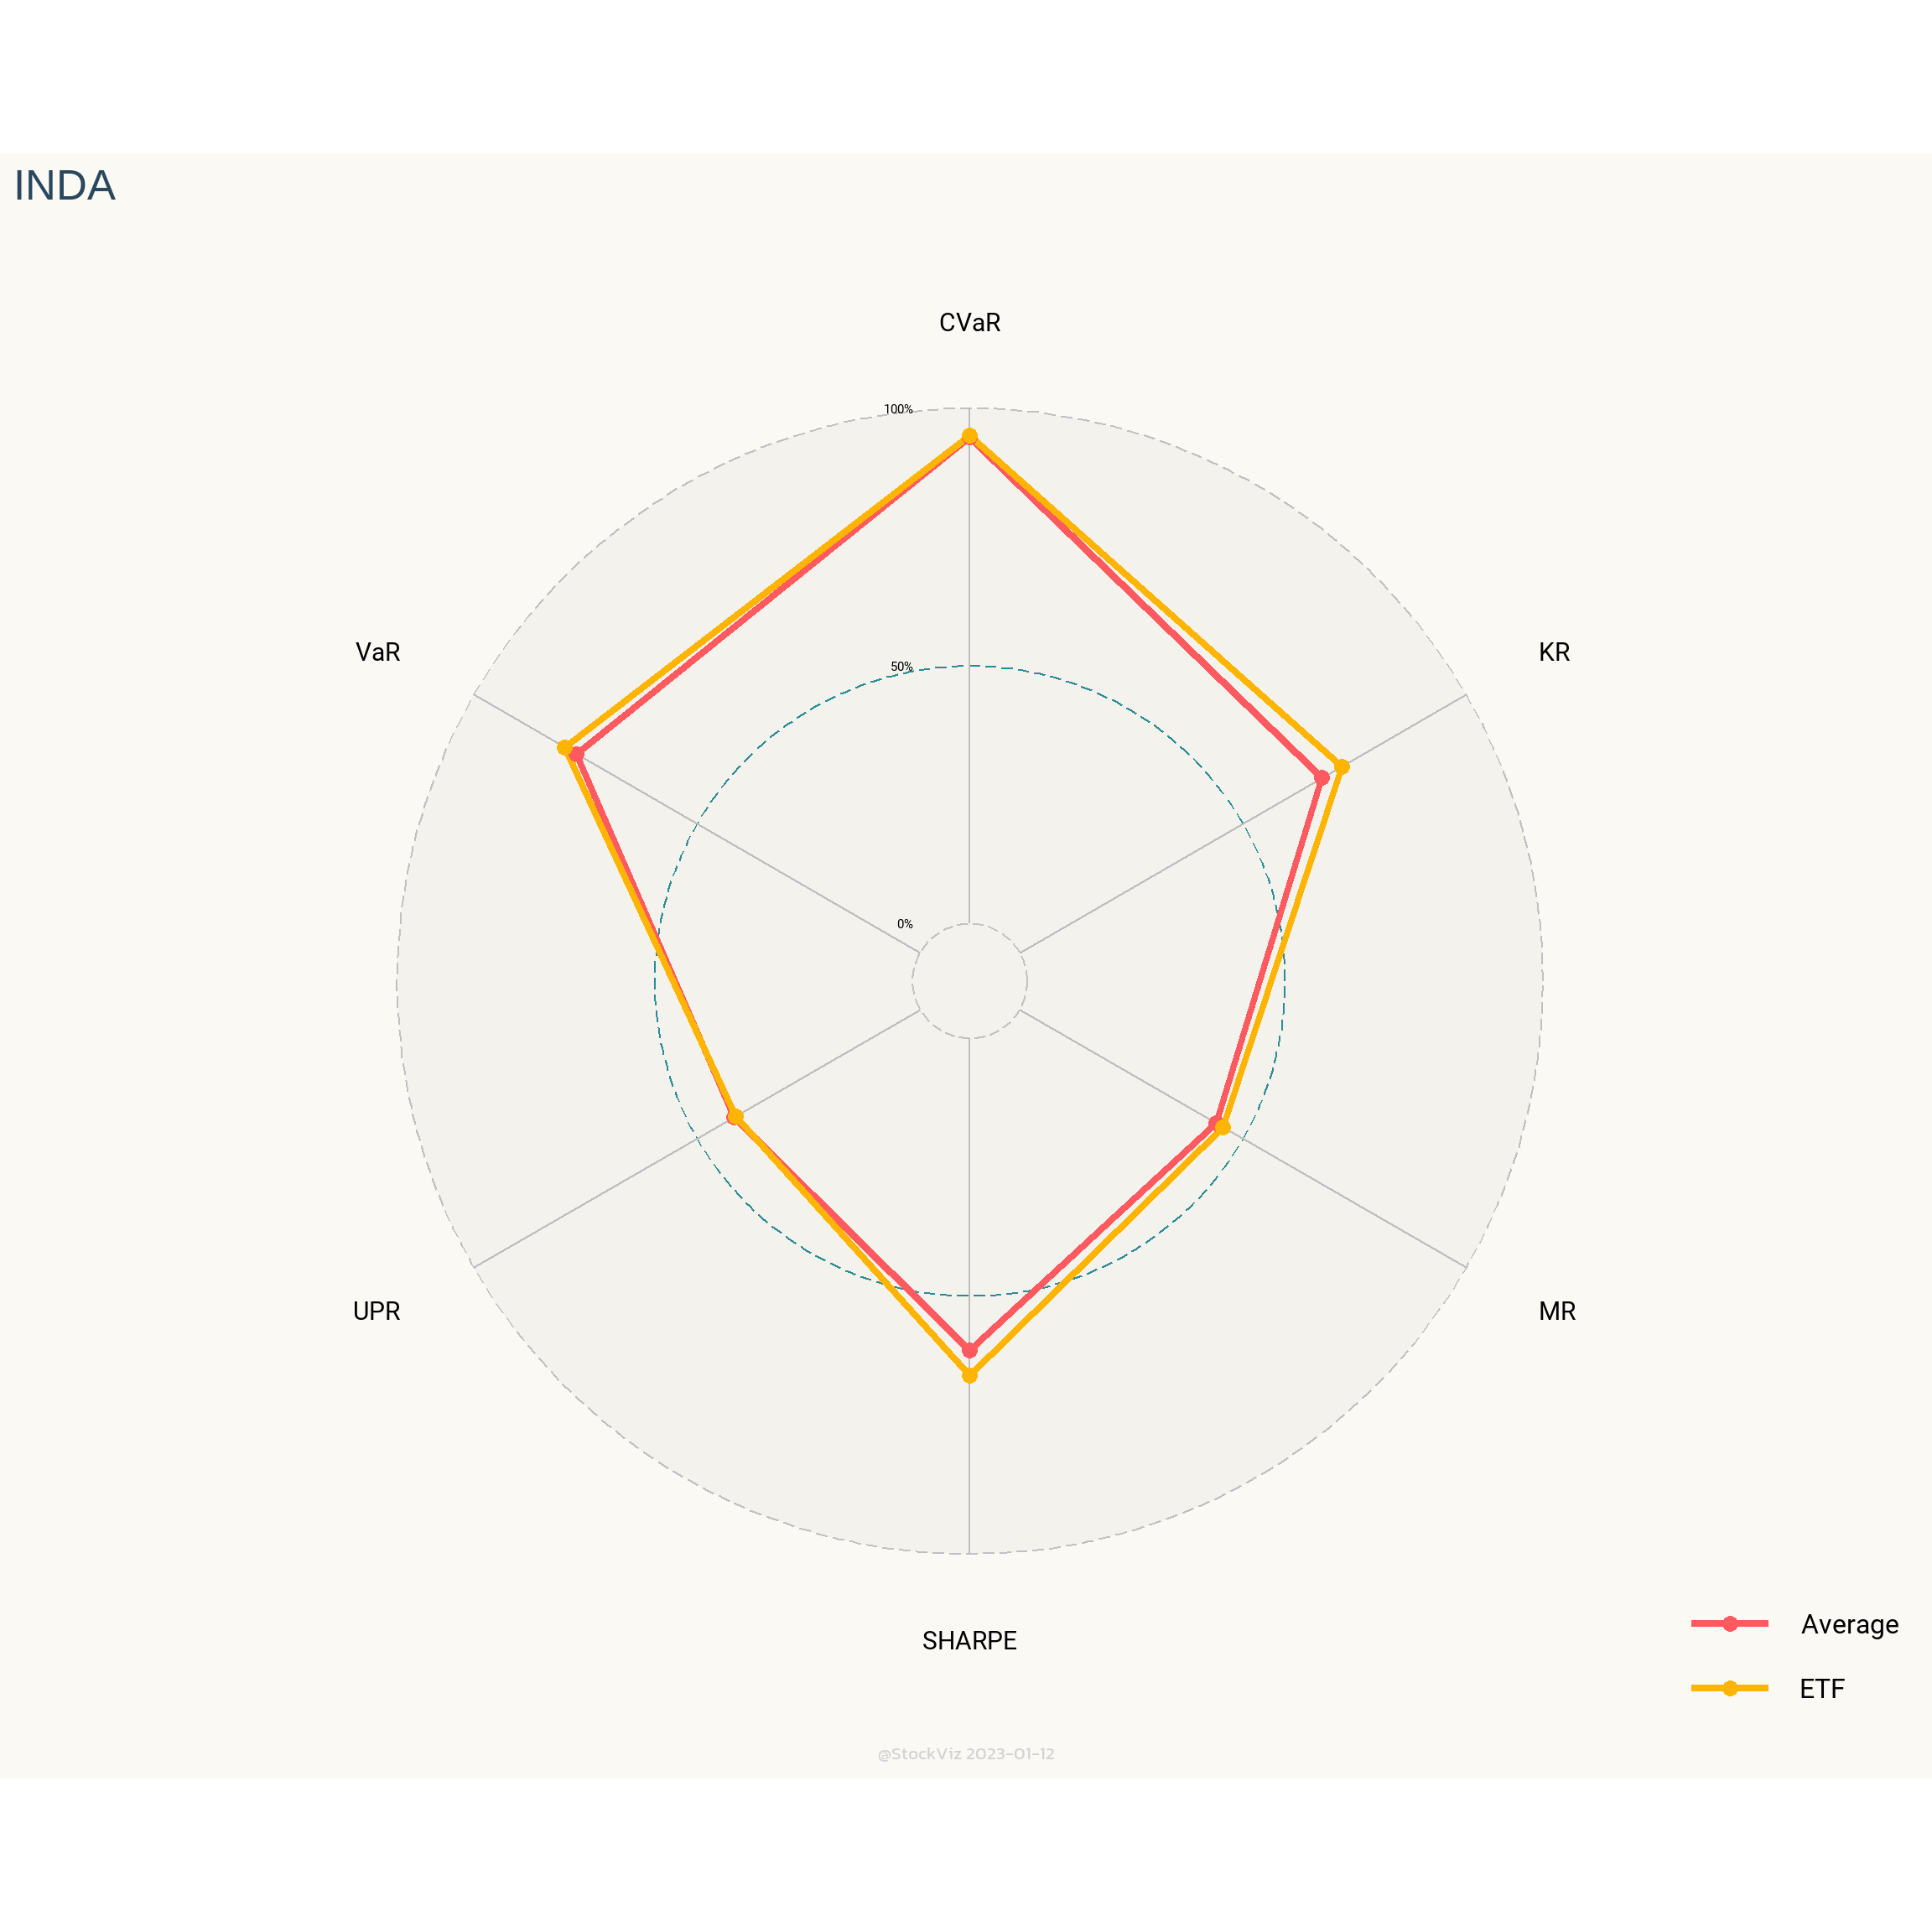 INDA
CVaR
100%
VaR
KR
50%
0%
UPR
MR
SHARPE
Average
ETF
@StockViz 2023-01-12